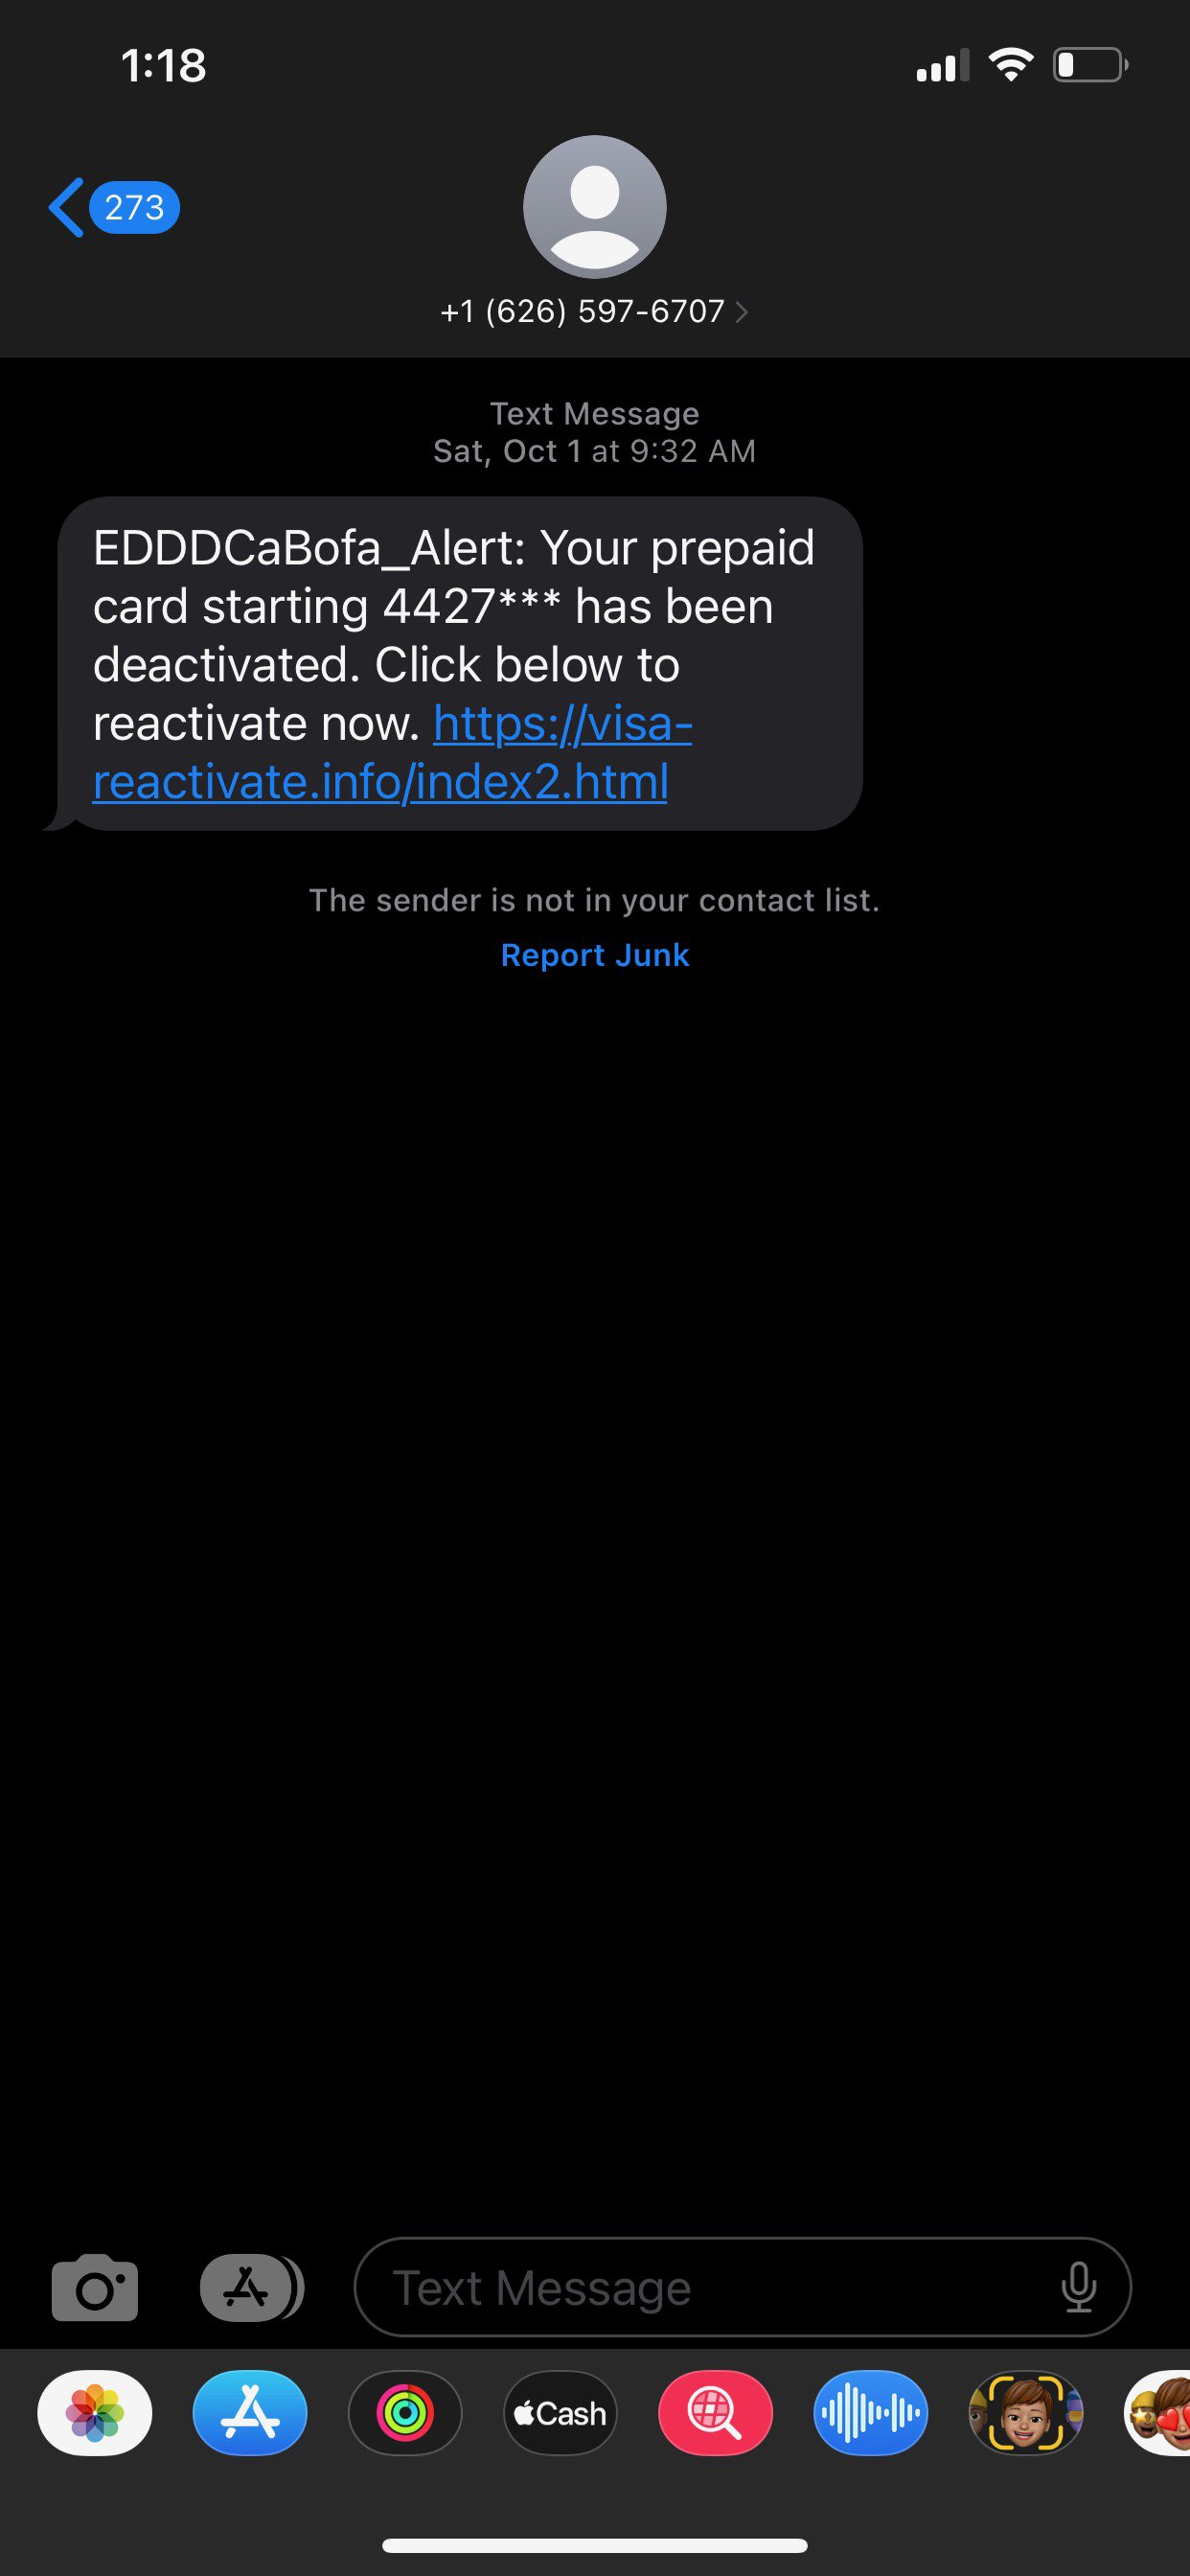 1:18
273
+1 (626) 597-6707
Text Message
Sat, Oct 1 at 9:32 AM
EDDDCaBofa_Alert: Your prepaid
card starting 4427*** has been
deactivated. Click below to
reactivate now. https://visa-
reactivate.info/index2.html
The sender is not in your contact list.
Report Junk
Text Message
Cash